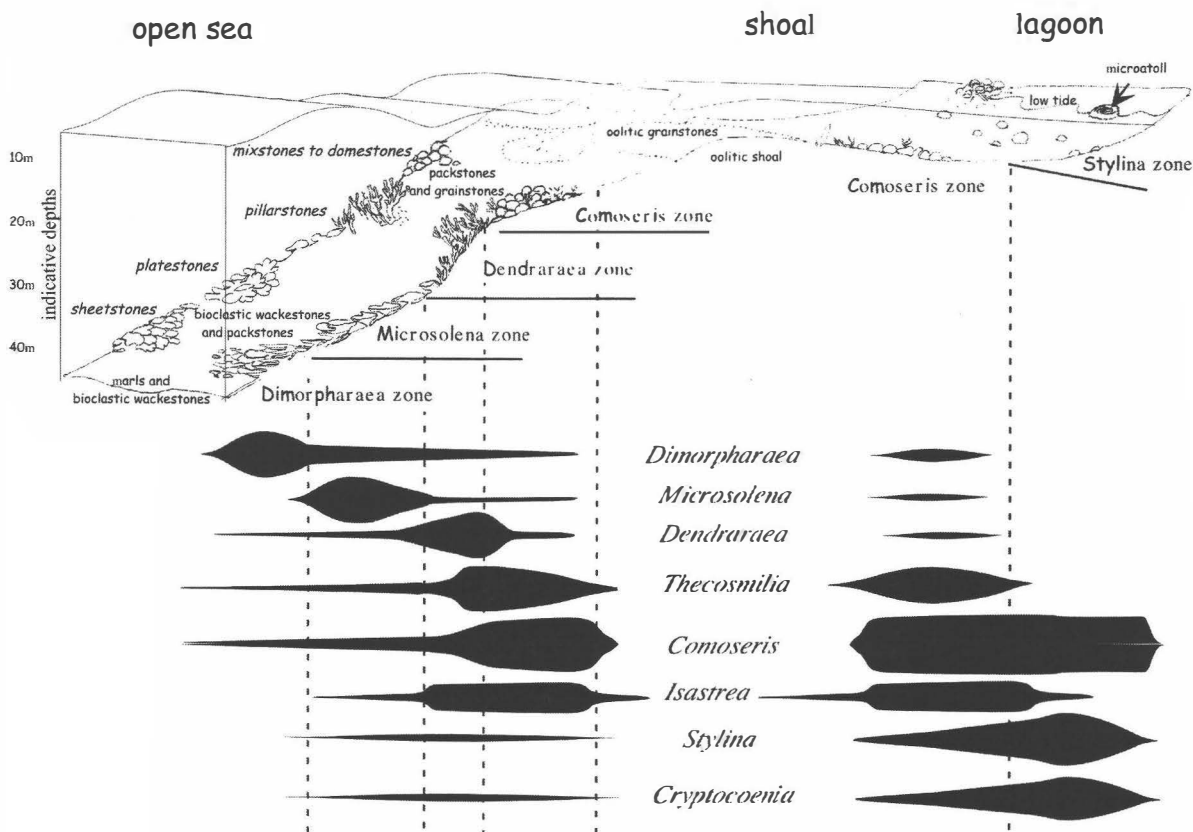 open sea
shoal
lagoon
microatoll
low tide
oolitic grainstones
10m
mixstones to domestones
oolitic shoal
packstones
and grainstones
Stylina zone
Comoseris zone
pillarstones
20m
Comoseris zone
indicative depths
platestones
Dendraraea zone
30m
sheetstones
bioclastic wackestones
and packstones
Microsolena zone
40m
marls and
bioclastic wackestones
Dimorpharaea zone
Dimorpharaea
Microsolena
Dendraraea
Thecosmilia
Comoseris
Isastrea
Stylina
Cryptocoenia